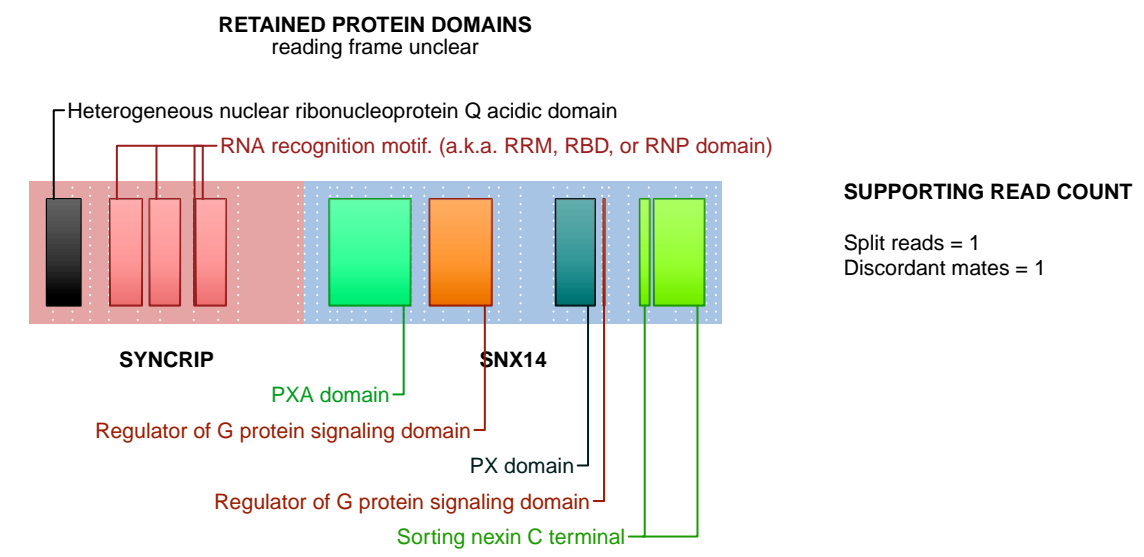 RETAINED PROTEIN DOMAINS
reading frame unclear
Heterogeneous nuclear ribonucleoprotein Q acidic domain
RNA recognition motif. (a.k.a. RRM, RBD, or RNP domain)
SUPPORTING READ COUNT
Split reads = 1
Discordant mates = 1
SYNCRIP
SNX14
PXA domain
Regulator of G protein signaling domain
PX domain
Regulator of G protein signaling domain
Sorting nexin C terminal